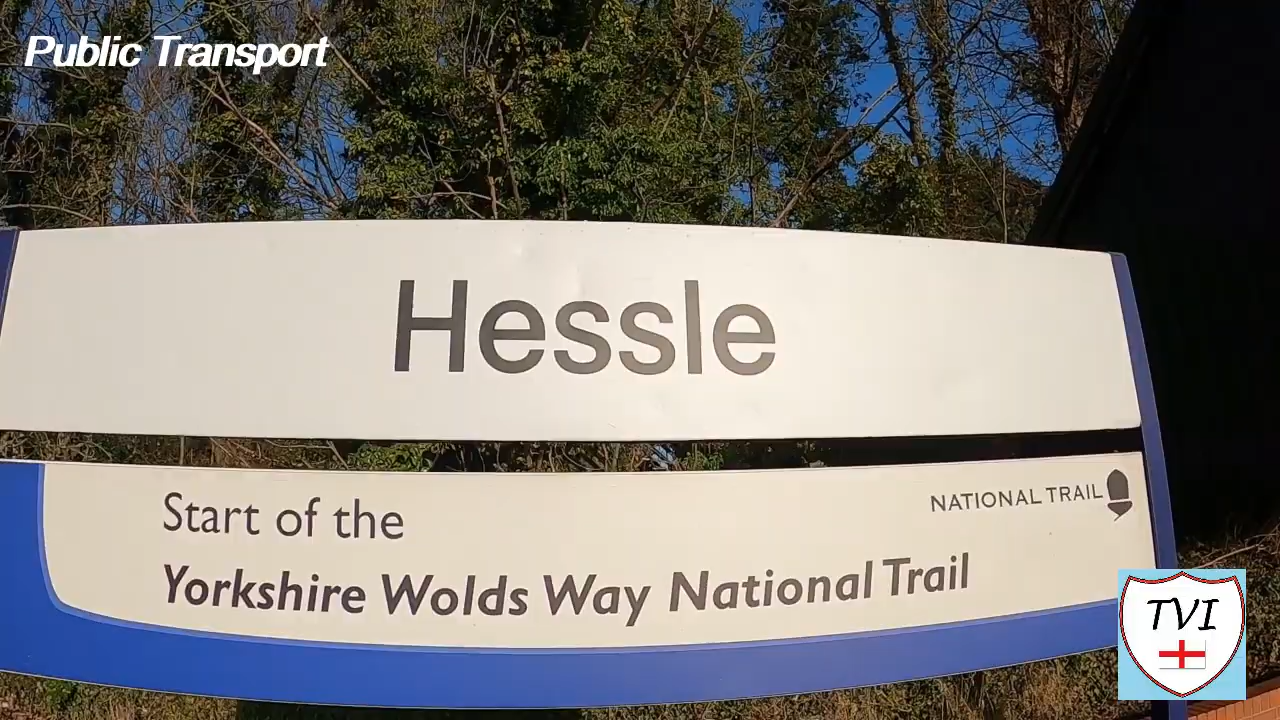 Public Transport
Hessle
NATIONAL TRAIL
Start of the
Yorkshire Wolds Way National Trail
TVI